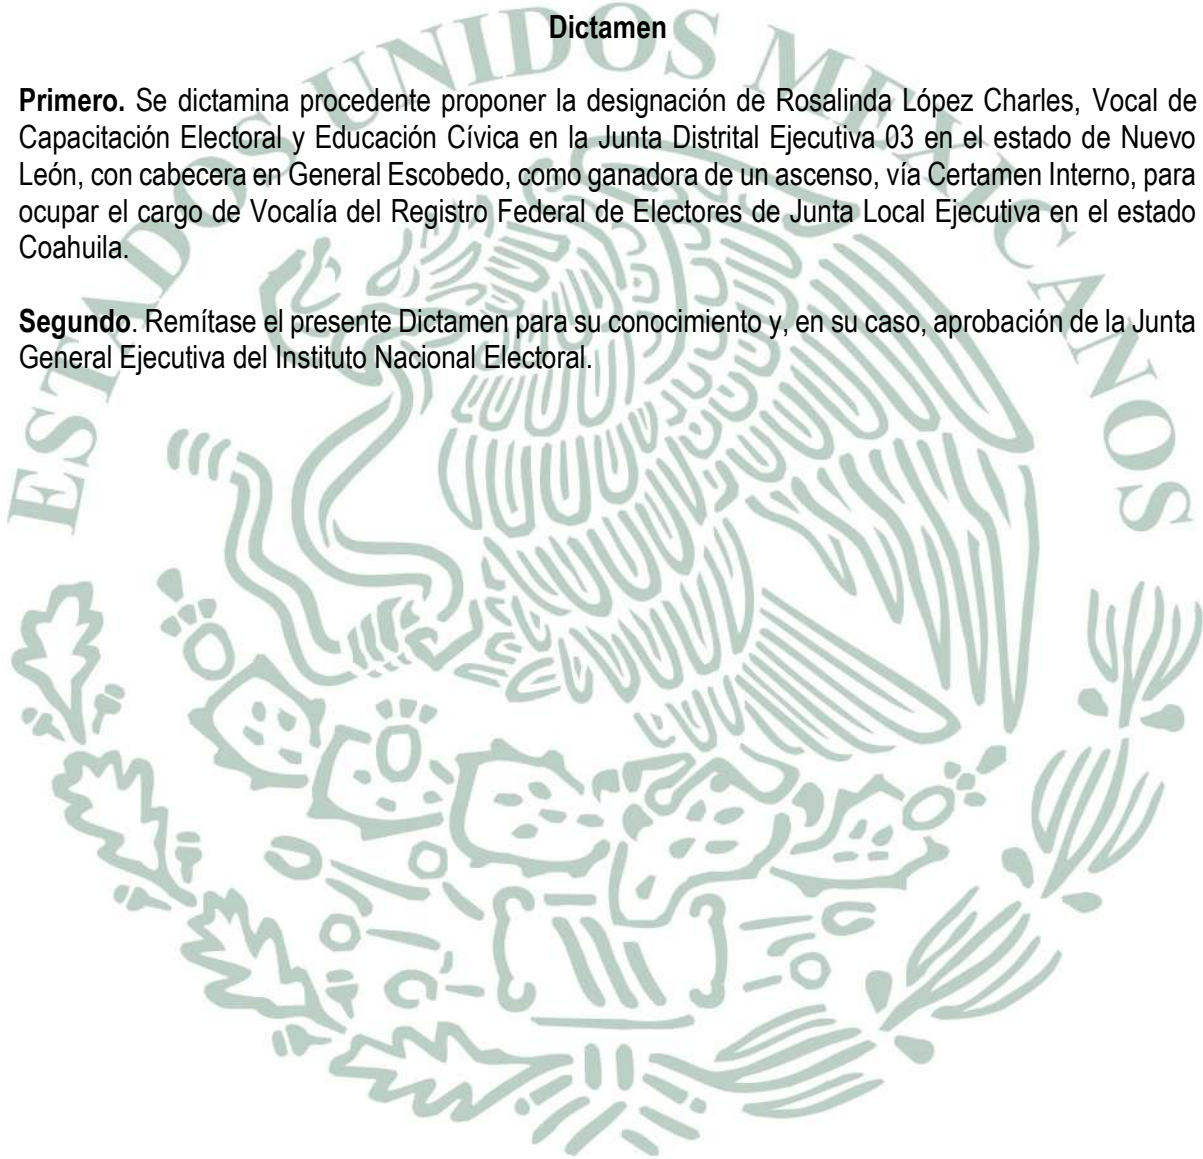 Dictamen
Primero. Se dictamina procedente proponer la designación de Rosalinda López Charles, Vocal de
Capacitación Electoral y Educación Cívica en la Junta Distrital Ejecutiva 03 en el estado de Nuevo
León, con cabecera en General Escobedo, como ganadora de un ascenso, vía Certamen Interno, para
ocupar el cargo de Vocalía del Registro Federal de Electores de Junta Local Ejecutiva en el estado
Coahuila.
Segundo. Remítase el presente Dictamen para su conocimiento y, en su caso, aprobación de la Junta
General Ejecutiva del Instituto Nacional Electoral.
ESTADOS UNIDOS MEXICANOS